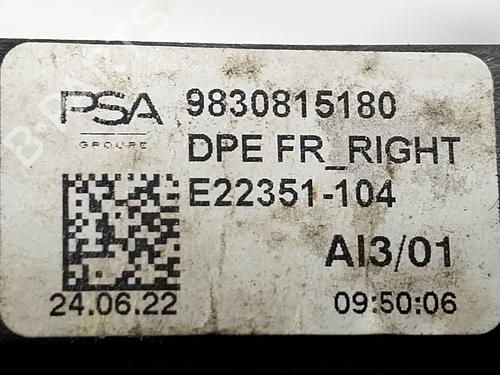 PSA
GROUPE
9830815180
DPE FR_RIGHT
E22351-104
AI3/01
24.06.22
09:50:06